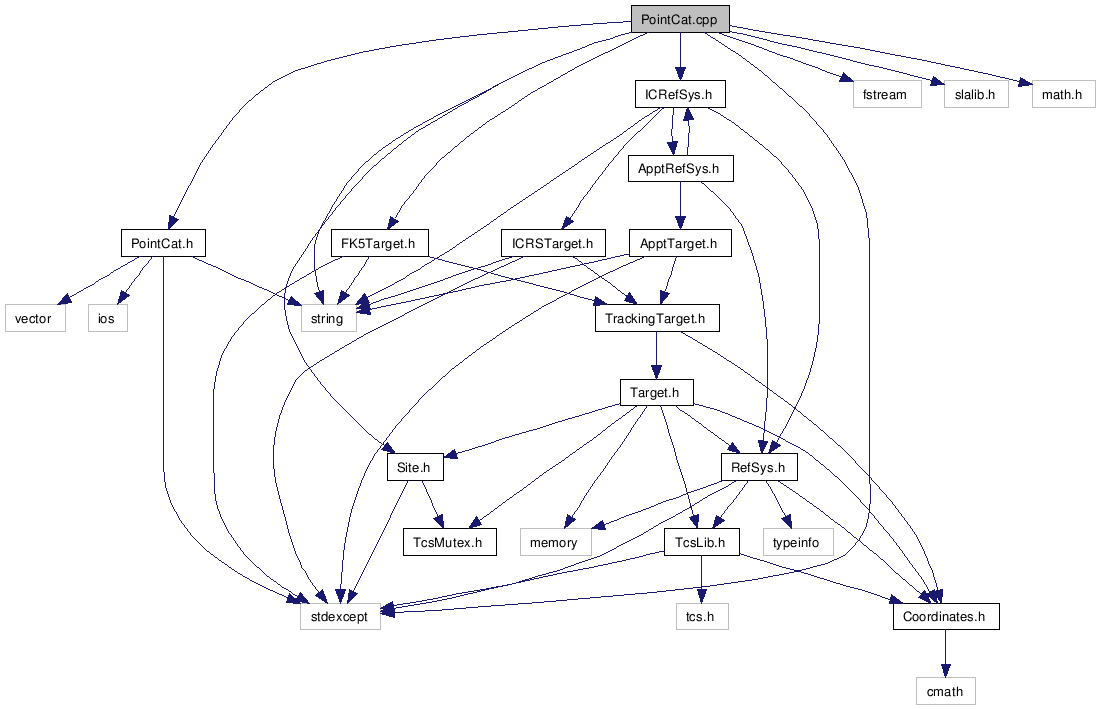 PointCat.cpp
ICRefSys.h
fstream
slalib.h
math.h
ApptRefSys.h
PointCat.h
FK5Target.h
ICRSTarget.h
ApptTarget.h
vector
ios
string
TrackingTarget.h
Target.h
Site.h
RefSys.h
TcsMutex.h
memory
TcsLib.h
typeinfo
stdexcept
tcs.h
Coordinates.h
cmath